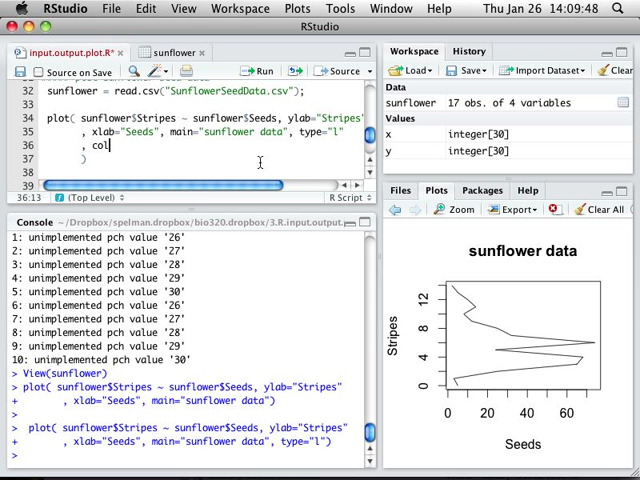 RStudio File Edit View Workspace Plots Tools Window Help Thu Jan 26 14:09:48
RStudio
input.output.plot.R* × sunflower ×
Source on Save Run Source
32 sunflower = read.csv("SunflowerSeedData.csv");
33
34 plot( sunflower$Stripes ~ sunflower$Seeds, ylab="Stripes"
35 , xlab="Seeds", main="sunflower data", type="l"
36 , col
37 )
38
39
36:13 (Top Level) R Script
Console ~/Dropbox/spelman.dropbox/bio320.dropbox/3.R.input.output.
1: unimplemented pch value '26'
2: unimplemented pch value '27'
3: unimplemented pch value '28'
4: unimplemented pch value '29'
5: unimplemented pch value '30'
6: unimplemented pch value '26'
7: unimplemented pch value '27'
8: unimplemented pch value '28'
9: unimplemented pch value '29'
10: unimplemented pch value '30'
> View(sunflower)
> plot( sunflower$Stripes ~ sunflower$Seeds, ylab="Stripes"
+ , xlab="Seeds", main="sunflower data")
>
> plot( sunflower$Stripes ~ sunflower$Seeds, ylab="Stripes"
+ , xlab="Seeds", main="sunflower data", type="l")
>
Workspace History
Load Save Import Dataset Clear
Data
sunflower 17 obs. of 4 variables
Values
x integer[30]
y integer[30]
Files Plots Packages Help
Zoom Export Clear All
sunflower data
Stripes
12
8
4
0
0 20 40 60
Seeds